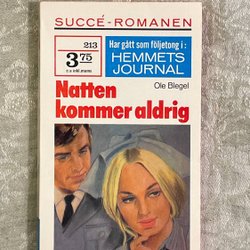 SUCCÉ-ROMANEN
213
3 75
Har gått som följetong i:
HEMMETS
JOURNAL
Ole Blegel
Natten
kommer aldrig